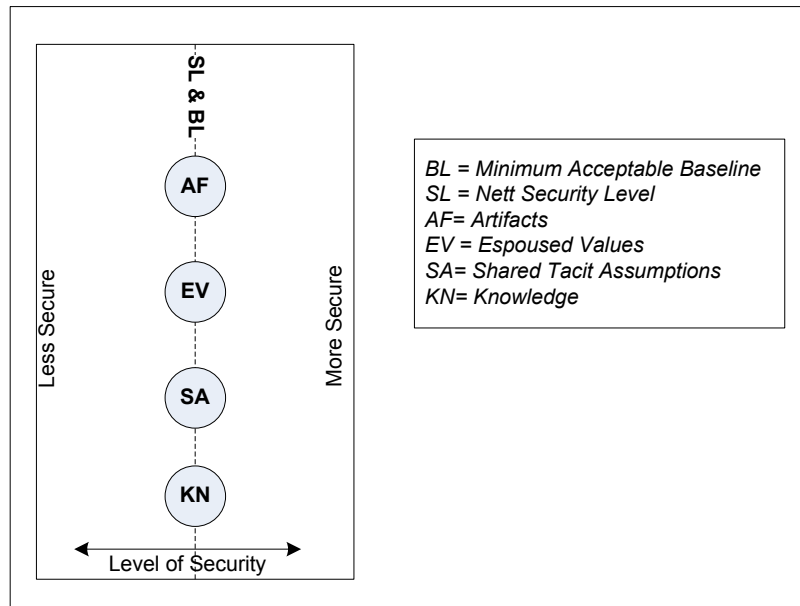 SL & BL
AF
EV
SA
KN
Less Secure
More Secure
Level of Security
BL = Minimum Acceptable Baseline
SL = Nett Security Level
AF= Artifacts
EV = Espoused Values
SA= Shared Tacit Assumptions
KN= Knowledge